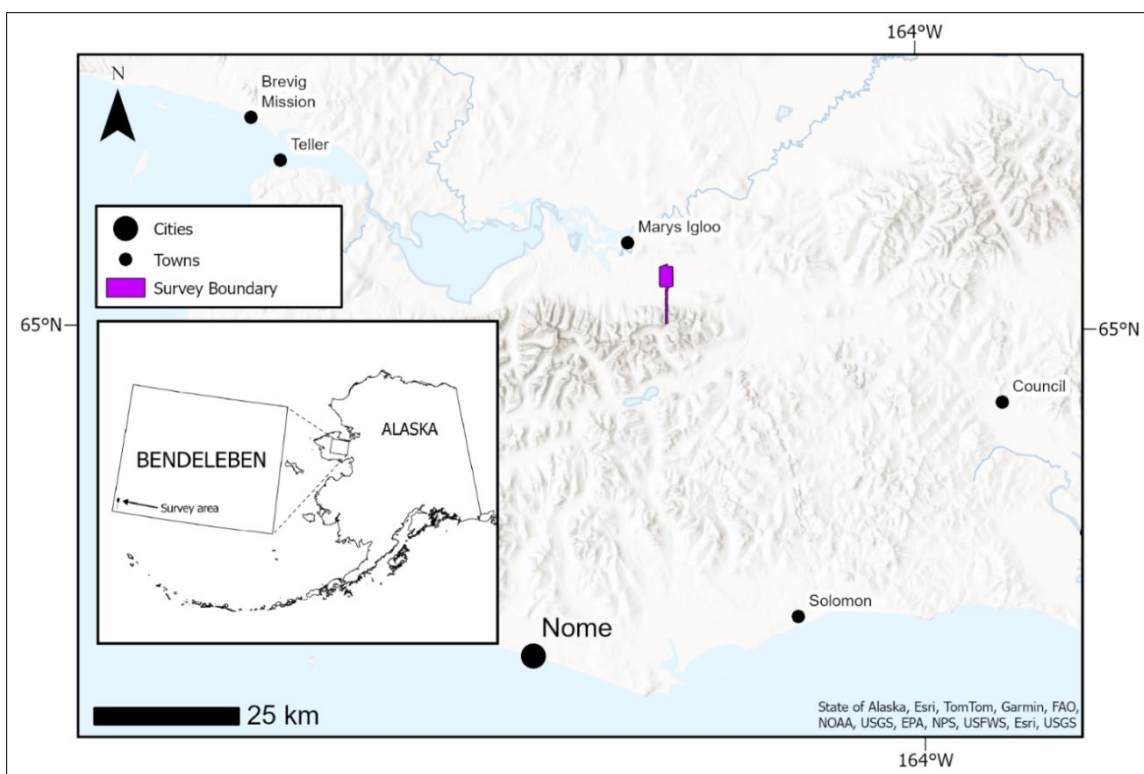 164°W
N
Brevig
Mission
Teller
Cities
Towns
Survey Boundary
Marys Igloo
65°N
65°N
Council
ALASKA
BENDELEBEN
Survey area
Solomon
Nome
25 km
State of Alaska, Esri, TomTom, Garmin, FAO,
NOAA, USGS, EPA, NPS, USFWS, Esri, USGS
164°W